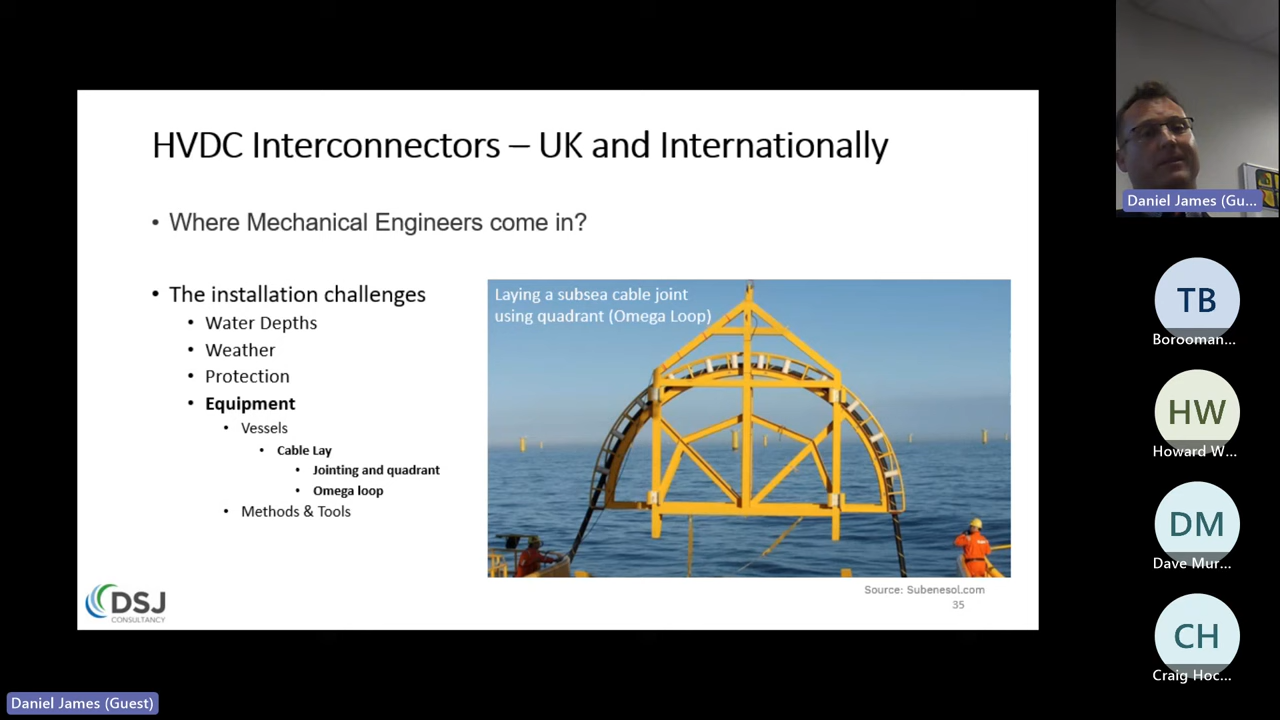 HVDC Interconnectors – UK and Internationally
• Where Mechanical Engineers come in?
• The installation challenges
• Water Depths
• Weather
• Protection
• Equipment
• Vessels
• Cable Lay
• Jointing and quadrant
• Omega loop
• Methods & Tools
Laying a subsea cable joint
using quadrant (Omega Loop)
Source: Subenesol.com
35
DSJ
CONSULTANCY
Daniel James (Gu...
TB
Borooman...
HW
Howard W...
DM
Dave Mur...
CH
Craig Hoc...
Daniel James (Guest)